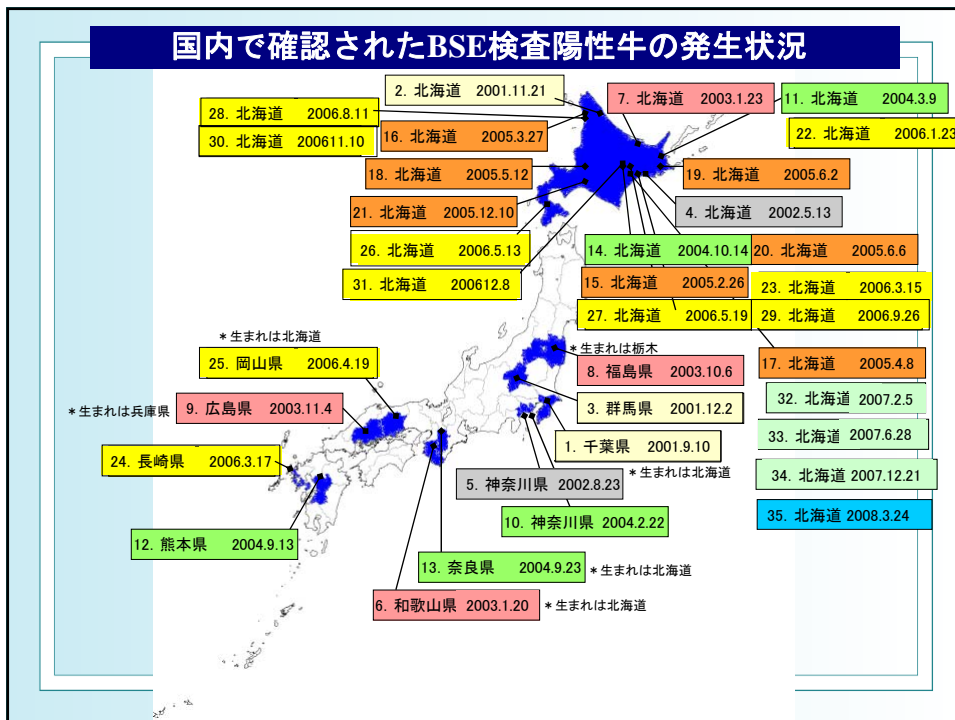 国内で確認されたBSE検査陽性牛の発生状況
2. 北海道 2001.11.21
7. 北海道 2003.1.23
11. 北海道 2004.3.9
28. 北海道 2006.8.11
16. 北海道 2005.3.27
22. 北海道 2006.1.23
30. 北海道 200611.10
18. 北海道 2005.5.12
19. 北海道 2005.6.2
21. 北海道 2005.12.10
4. 北海道 2002.5.13
26. 北海道 2006.5.13
14. 北海道 2004.10.14
20. 北海道 2005.6.6
31. 北海道 200612.8
15. 北海道 2005.2.26
23. 北海道 2006.3.15
27. 北海道 2006.5.19
29. 北海道 2006.9.26
*生まれは北海道
25. 岡山県 2006.4.19
*生まれは栃木
8. 福島県 2003.10.6
17. 北海道 2005.4.8
*生まれは兵庫県
9. 広島県 2003.11.4
3. 群馬県 2001.12.2
32. 北海道 2007.2.5
1. 千葉県 2001.9.10
*生まれは北海道
33. 北海道 2007.6.28
24. 長崎県 2006.3.17
5. 神奈川県 2002.8.23
34. 北海道 2007.12.21
10. 神奈川県 2004.2.22
35. 北海道 2008.3.24
12. 熊本県 2004.9.13
13. 奈良県 2004.9.23
*生まれは北海道
6. 和歌山県 2003.1.20
*生まれは北海道